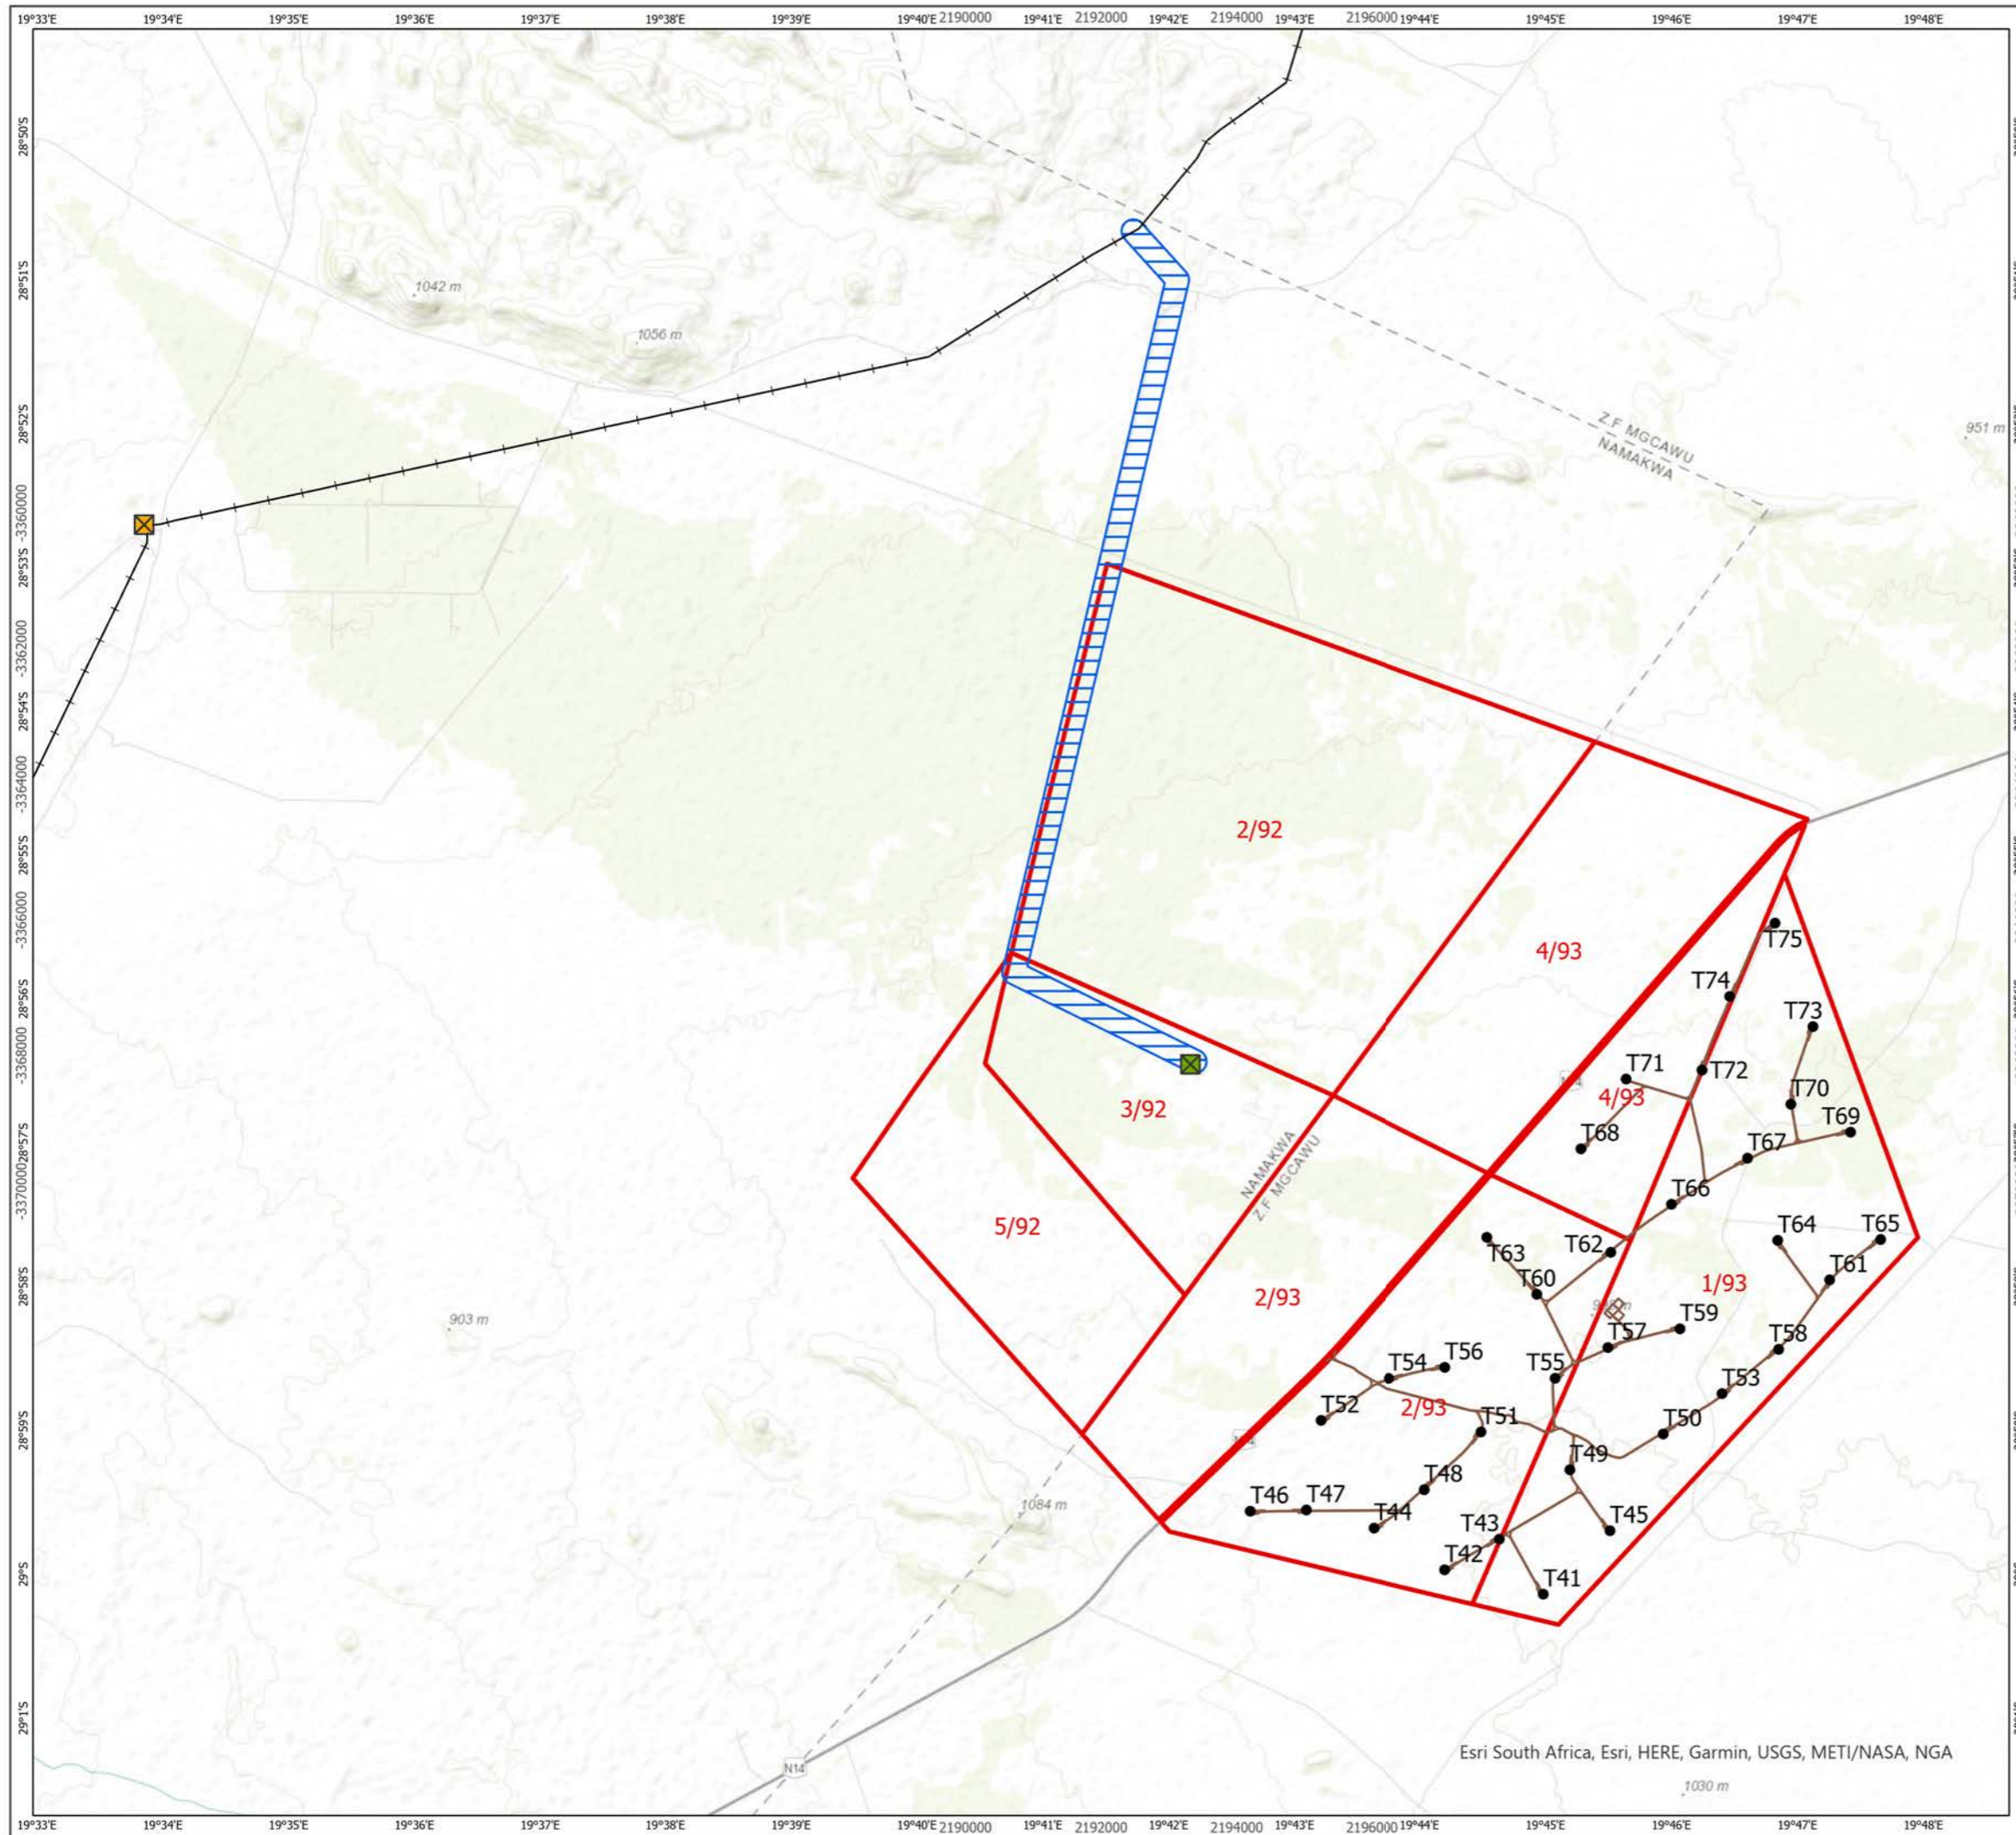 19°33'E 19°34'E 19°35'E 19°36'E 19°37'E 19°38'E 19°39'E 19°40'E 2190000 19°41'E 2192000 19°42'E 2194000 19°43'E 2196000 19°44'E 19°45'E 19°46'E 19°47'E 19°48'E
28°50'S
28°51'S
1042 m
1056 m
28°52'S
Z.F MGCAWU
NAMAKWA
951 m
-3360000
28°53'S
-3362000
28°54'S
-3364000
2/92
28°55'S
-3366000
4/93
T75
28°56'S
T74
T73
-3368000
T71
T72
4/93
T70
3/92
T69
28°57'S
T68
T67
NAMAKWA
Z.F MGCAWU
-3370000
T66
5/92
T64
T65
T63
T62
T61
28°58'S
T60
2/93
1/93
903 m
T59
T57
T58
T56
T54
T55
T53
T52
2/93
T51
T50
28°59'S
T49
T48
1084 m
T46
T47
T44
T43
T45
T42
29°S
T41
29°1'S
Esri South Africa, Esri, HERE, Garmin, USGS, METI/NASA, NGA
N14
1030 m
19°33'E 19°34'E 19°35'E 19°36'E 19°37'E 19°38'E 19°39'E 19°40'E 2190000 19°41'E 2192000 19°42'E 2194000 19°43'E 2196000 19°44'E 19°45'E 19°46'E 19°47'E 19°48'E